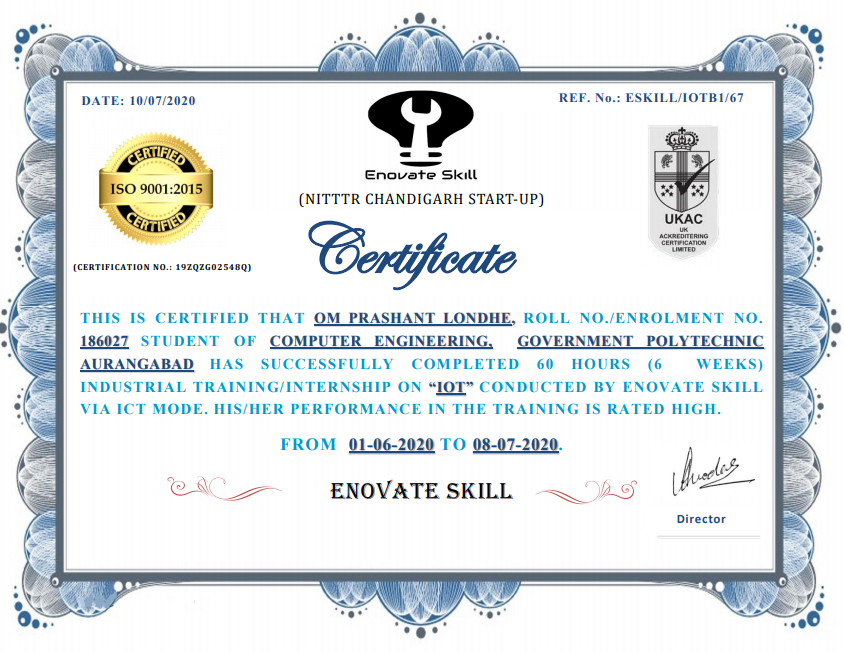 DATE: 10/07/2020
REF. No.: ESKILL/IOTB1/67
CERTIFIED
ISO 9001:2015
CERTIFIED
Enovate Skill
(NITTTR CHANDIGARH START-UP)
UKAC
UK
ACKREDITERING
CERTIFICATION
LIMITED
Certificate
(CERTIFICATION NO.: 19ZQZG02548Q)
THIS IS CERTIFIED THAT OM PRASHANT LONDHE, ROLL NO./ENROLMENT NO.
186027 STUDENT OF COMPUTER ENGINEERING, GOVERNMENT POLYTECHNIC
AURANGABAD HAS SUCCESSFULLY COMPLETED 60 HOURS (6 WEEKS)
INDUSTRIAL TRAINING/INTERNSHIP ON “IOT” CONDUCTED BY ENOVATE SKILL
VIA ICT MODE. HIS/HER PERFORMANCE IN THE TRAINING IS RATED HIGH.
FROM 01-06-2020 TO 08-07-2020.
ENOVATE SKILL
Director